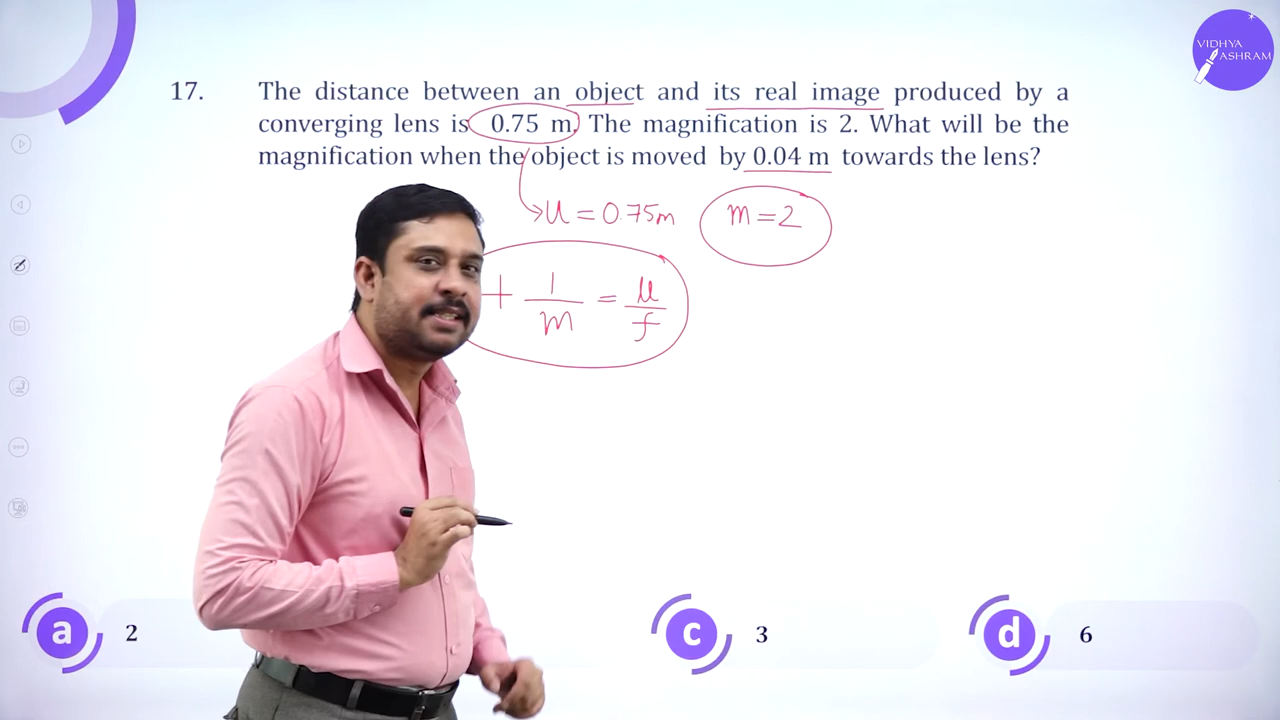 VIDHYA
ASHRAM
17. The distance between an object and its real image produced by a
converging lens is 0.75 m. The magnification is 2. What will be the
magnification when the object is moved by 0.04 m towards the lens?
u = 0.75m m = 2
+ 1/m = u/f
a 2
c 3
d 6